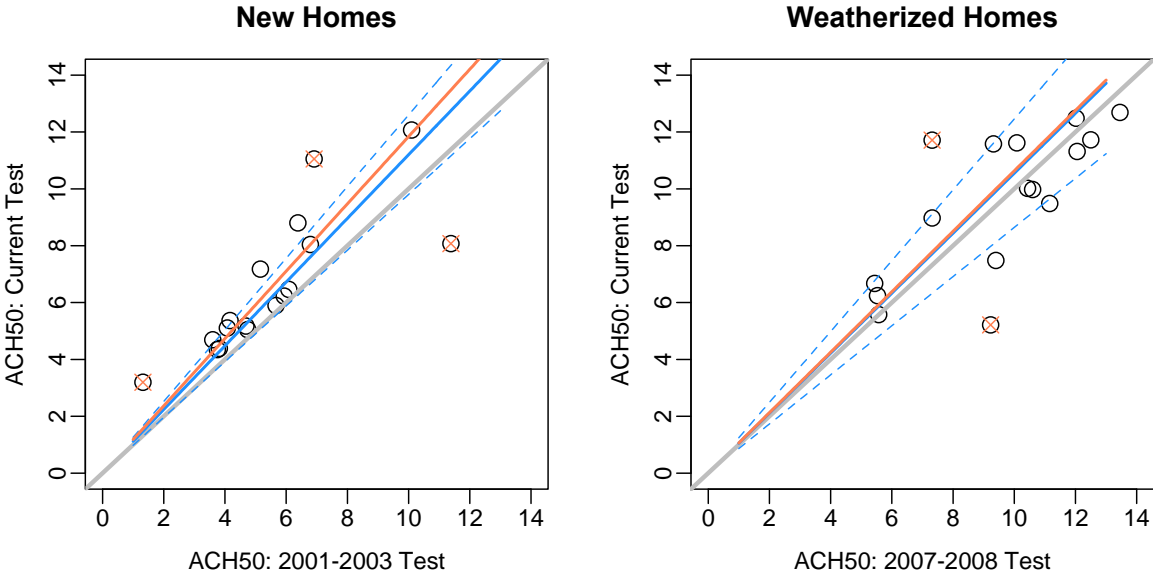 New Homes
Weatherized Homes
ACH50: Current Test
14
12
10
8
6
4
2
0
0 2 4 6 8 10 12 14
ACH50: 2001-2003 Test
ACH50: Current Test
14
12
10
8
6
4
2
0
0 2 4 6 8 10 12 14
ACH50: 2007-2008 Test